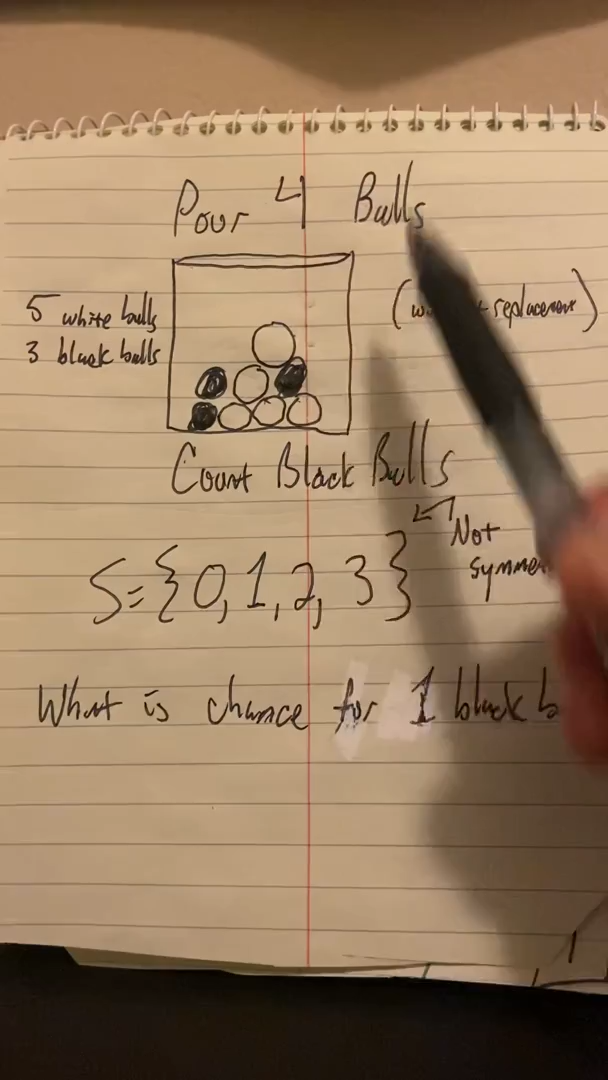 Pour 4 Balls
5 white balls
3 black balls
replacement)
Count Black Balls
S={0, 1, 2, 3}
Not
What is chance for 1 black